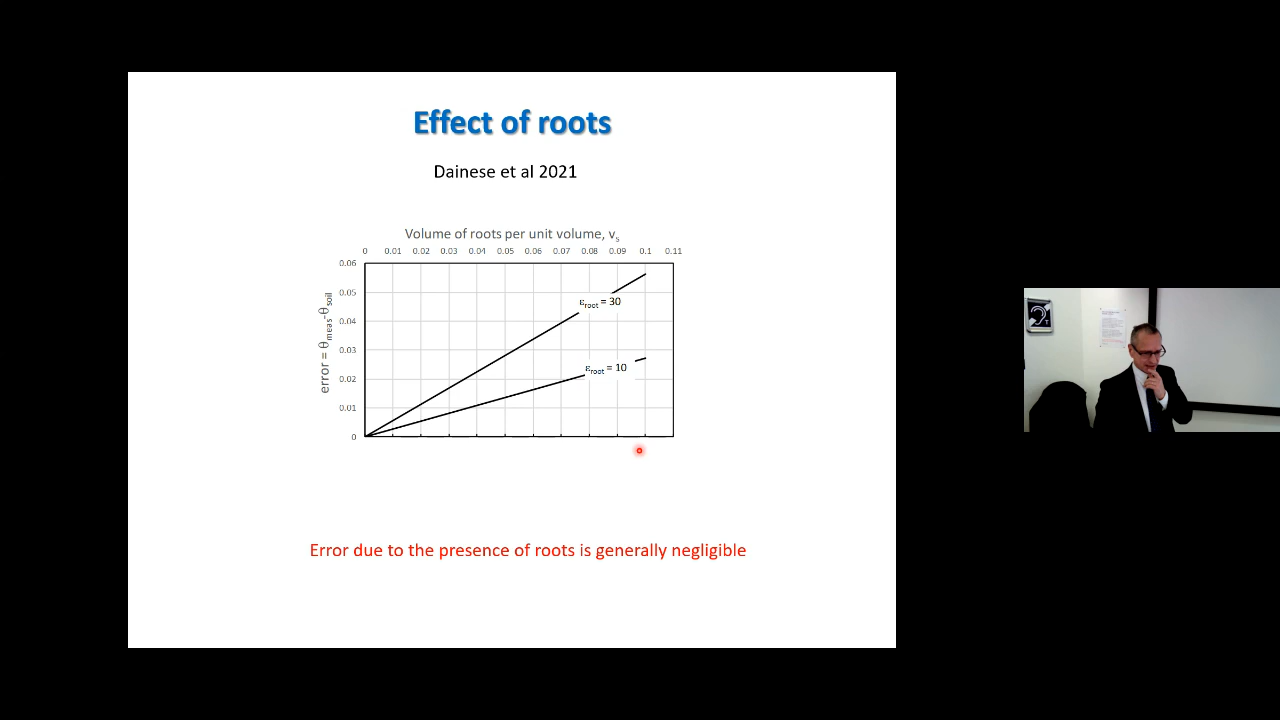 Effect of roots
Dainese et al 2021
Volume of roots per unit volume, vs
0 0.01 0.02 0.03 0.04 0.05 0.06 0.07 0.08 0.09 0.1 0.11
0.06
0.05
0.04
0.03
0.02
0.01
0
error = θmeas-θsoil
εroot = 30
εroot = 10
Error due to the presence of roots is generally negligible
T